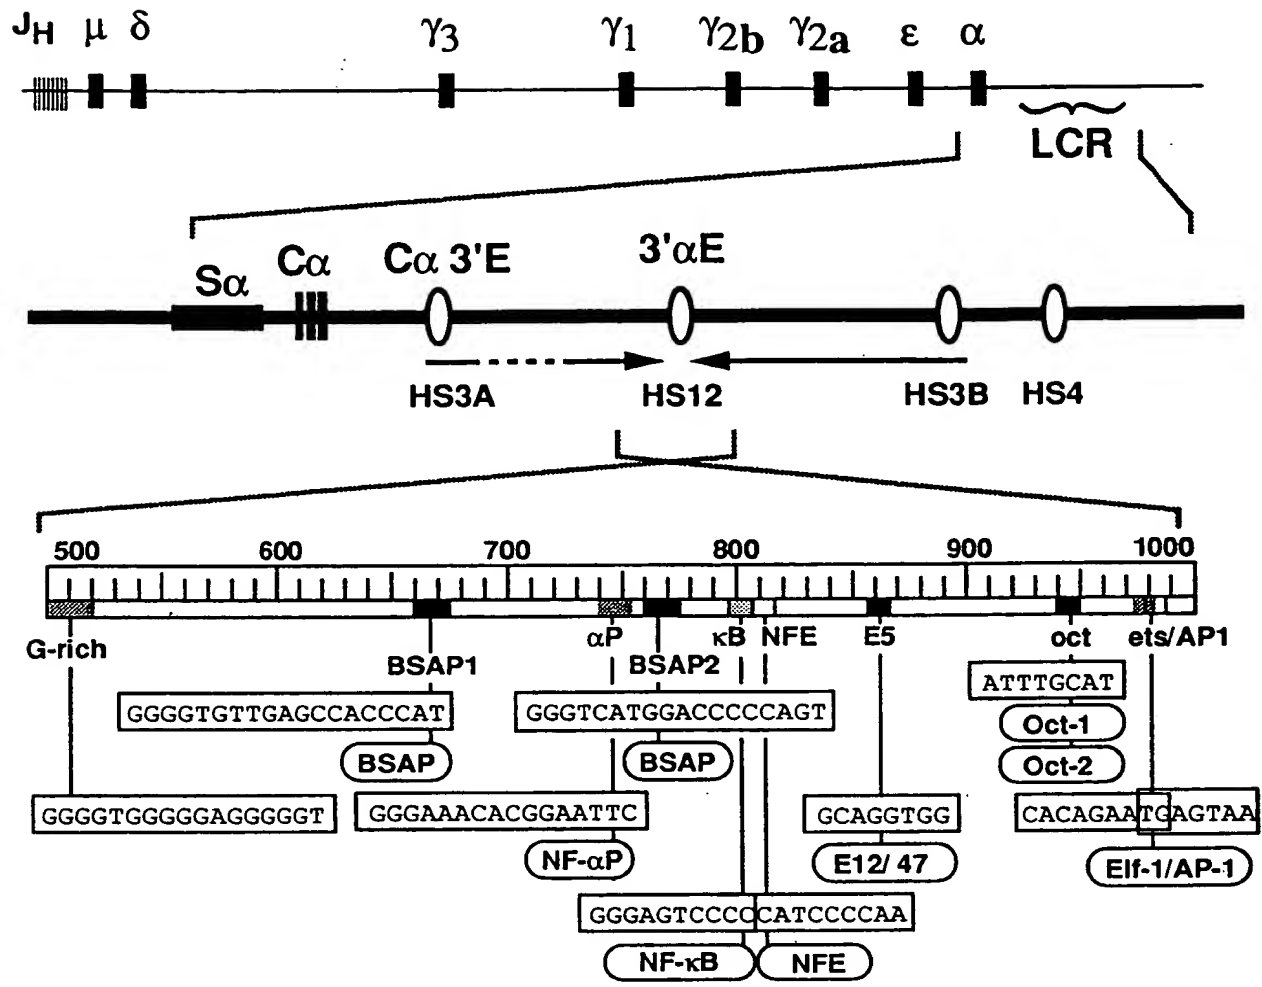 JH μ δ γ3 γ1 γ2b γ2a ε α
LCR
Sα Cα Cα 3'E 3'αE
HS3A HS12 HS3B HS4
500 600 700 800 900 1000
G-rich BSAP1 αP BSAP2 κB NFE E5 oct ets/AP1
ATTTGCAT
GGGGTGTTGAGCCACCCAT GGGTCATGGACCCCCAGT
Oct-1
BSAP BSAP Oct-2
GGGGTGGGGGAGGGGGT GGGAAACACGGAATTC GCAGGTGG CACAGAATGAGTAA
NF-αP E12/ 47 Elf-1/AP-1
GGGAGTCCCCCATCCCCAA
NF-κB NFE